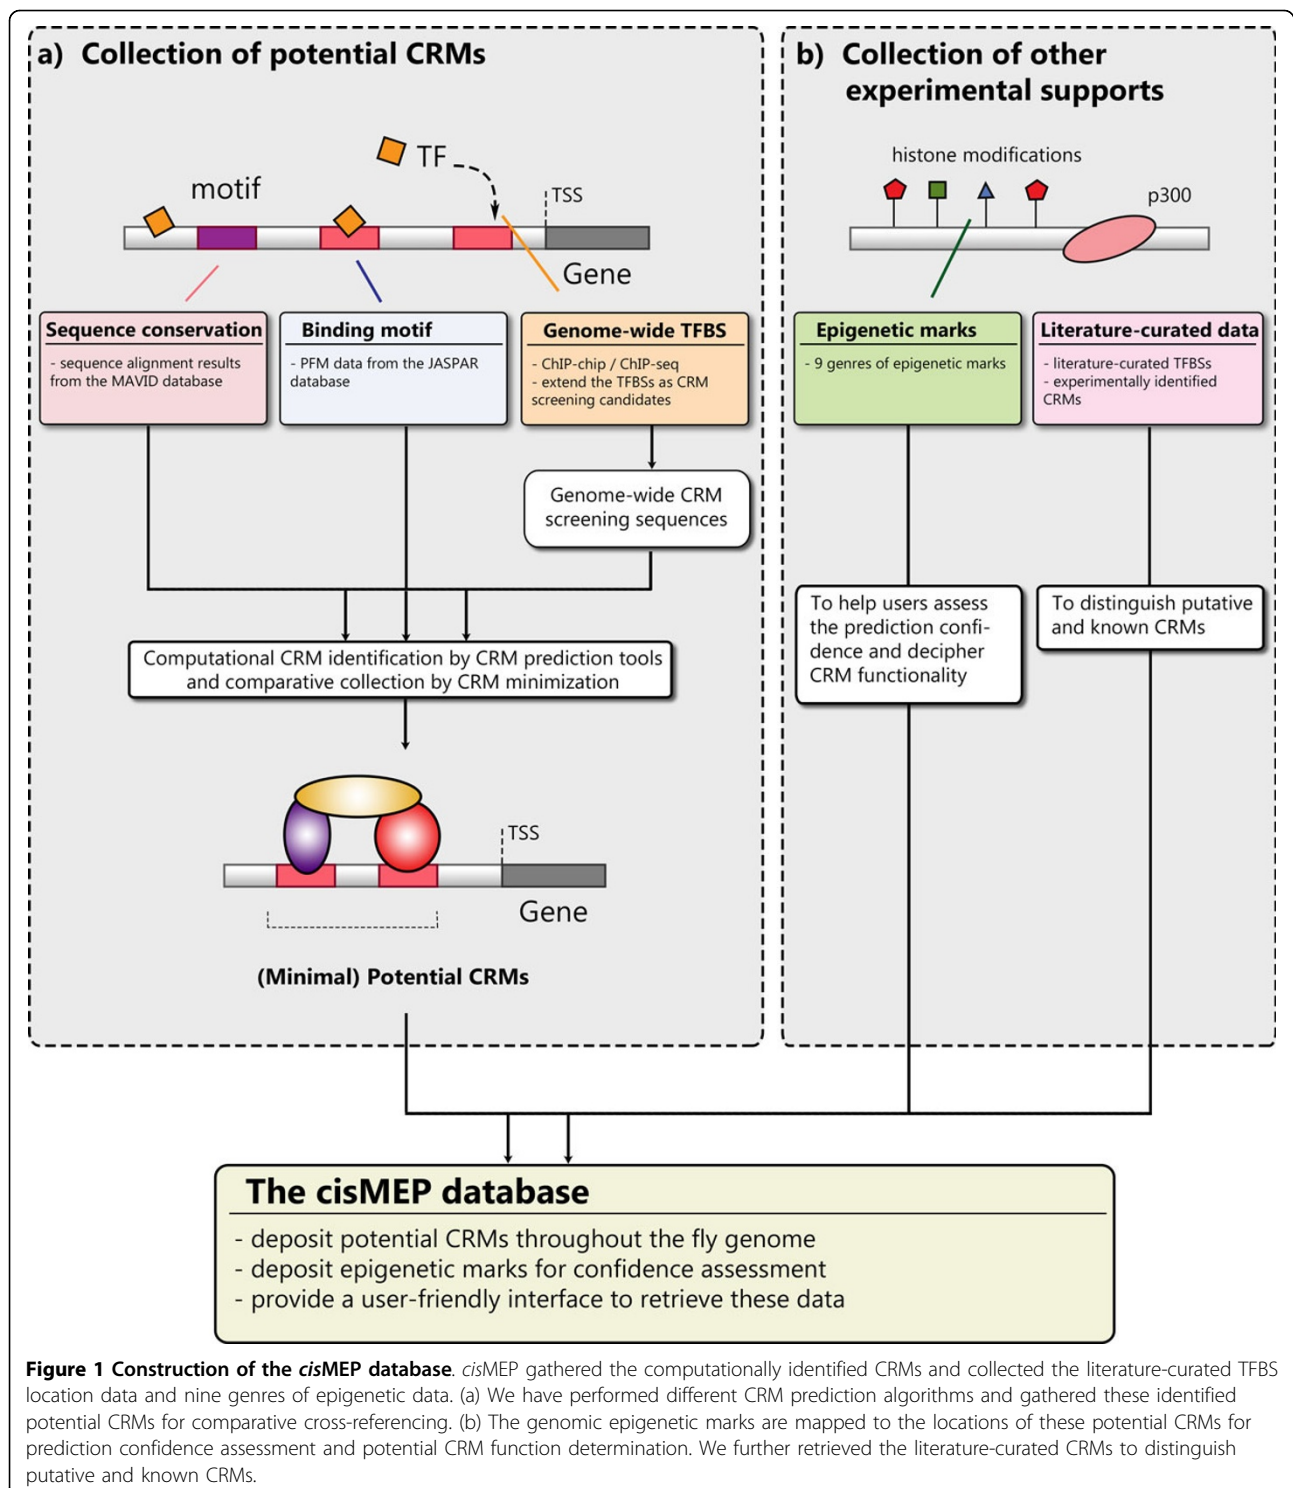 a) Collection of potential CRMs
TF
motif
TSS
Gene
Sequence conservation
- sequence alignment results
from the MAVID database
Binding motif
- PFM data from the JASPAR
database
Genome-wide TFBS
- ChIP-chip / ChIP-seq
- extend the TFBSs as CRM
screening candidates
Genome-wide CRM
screening sequences
Computational CRM identification by CRM prediction tools
and comparative collection by CRM minimization
TSS
Gene
(Minimal) Potential CRMs
b) Collection of other
experimental supports
histone modifications
p300
Epigenetic marks
- 9 genres of epigenetic marks
Literature-curated data
- literature-curated TFBSs
- experimentally identified
CRMs
To help users assess
the prediction confi-
dence and decipher
CRM functionality
To distinguish putative
and known CRMs
The cisMEP database
- deposit potential CRMs throughout the fly genome
- deposit epigenetic marks for confidence assessment
- provide a user-friendly interface to retrieve these data
Figure 1 Construction of the cisMEP database. cisMEP gathered the computationally identified CRMs and collected the literature-curated TFBS
location data and nine genres of epigenetic data. (a) We have performed different CRM prediction algorithms and gathered these identified
potential CRMs for comparative cross-referencing. (b) The genomic epigenetic marks are mapped to the locations of these potential CRMs for
prediction confidence assessment and potential CRM function determination. We further retrieved the literature-curated CRMs to distinguish
putative and known CRMs.